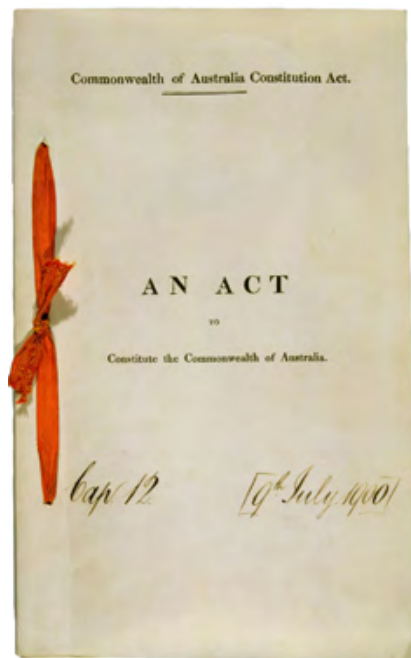 Commonwealth of Australia Constitution Act.
AN ACT
TO
Constitute the Commonwealth of Australia.
Cap 12. [9th July 1900]